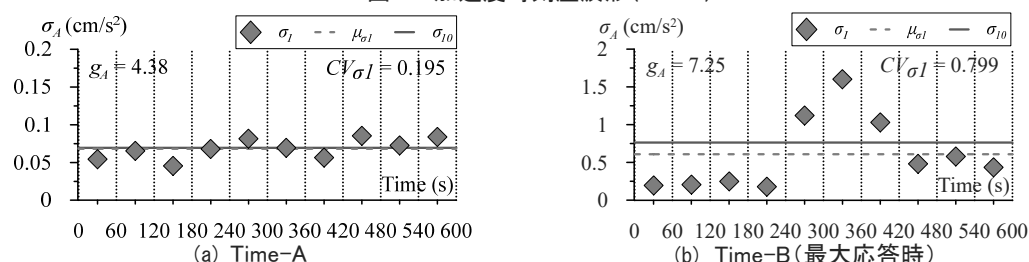 σA (cm/s²)
σ1 μσ1 σ10
0.2
gA = 4.38 CVσ1 = 0.195
0.15
0.1
0.05
Time (s)
0
0 60 120 180 240 300 360 420 480 540 600
(a) Time-A
σA (cm/s²)
σ1 μσ1 σ10
2
gA = 7.25 CVσ1 = 0.799
1.5
1
0.5
Time (s)
0
0 60 120 180 240 300 360 420 480 540 600
(b) Time-B(最大応答時)